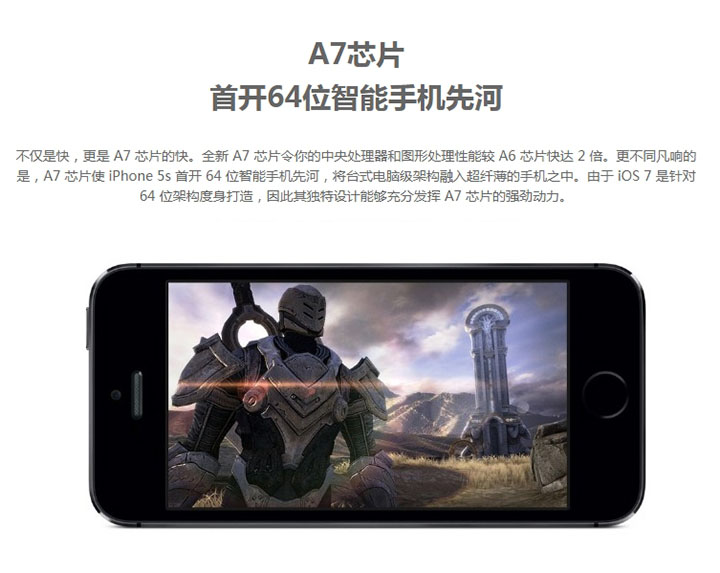 A7芯片
首开64位智能手机先河
不仅是快，更是 A7 芯片的快。全新 A7 芯片令你的中央处理器和图形处理性能较 A6 芯片快达 2 倍。更不同凡响的
是，A7 芯片使 iPhone 5s 首开 64 位智能手机先河，将台式电脑级架构融入超纤薄的手机之中。由于 iOS 7 是针对
64 位架构度身打造，因此其独特设计能够充分发挥 A7 芯片的强劲动力。